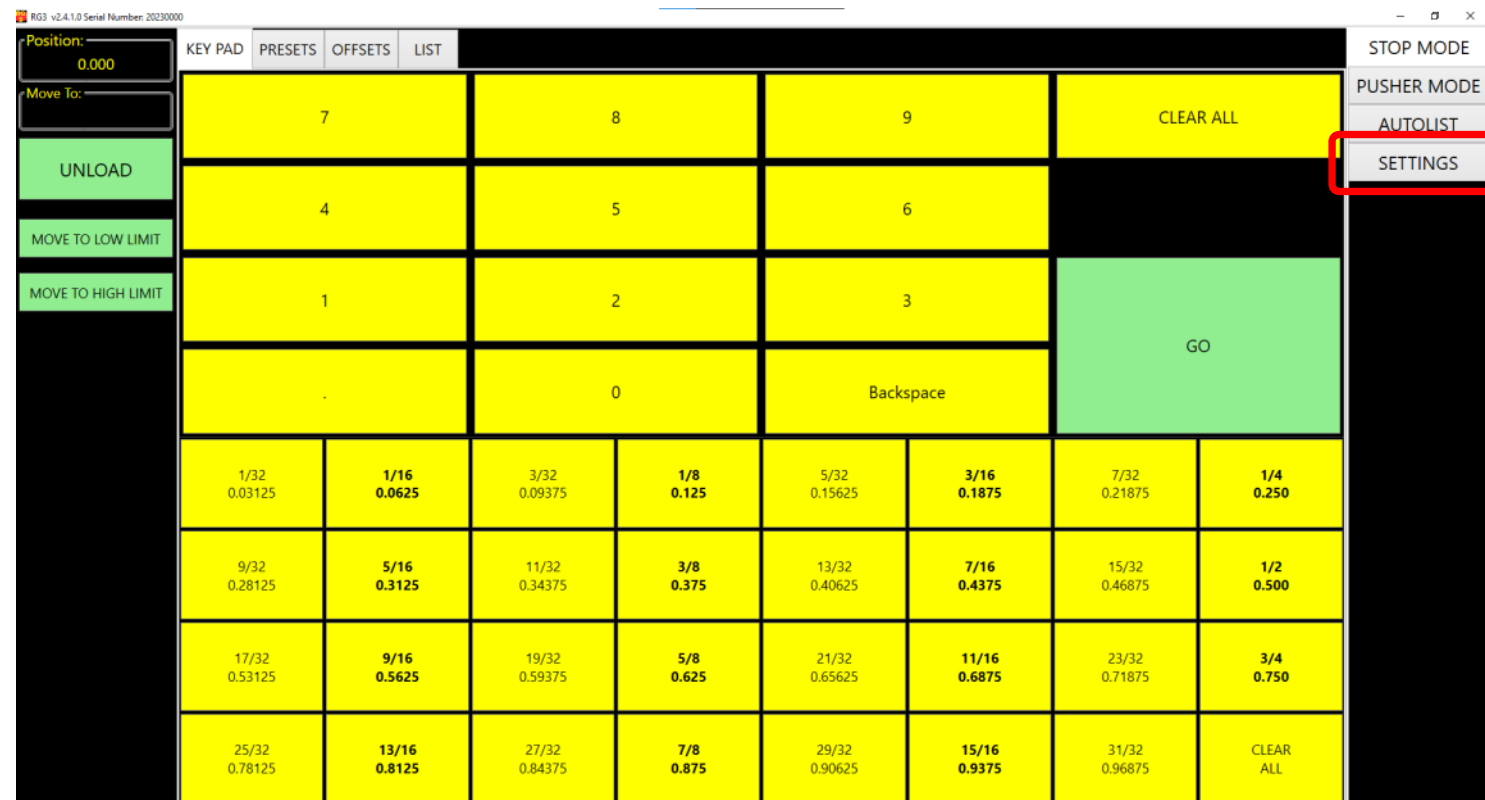 RG3 v2.4.1.0 Serial Number: 20230000
Position:
0.000
Move To:
UNLOAD
MOVE TO LOW LIMIT
MOVE TO HIGH LIMIT
KEY PAD PRESETS OFFSETS LIST
7 8 9 CLEAR ALL
4 5 6
1 2 3
GO
. 0 Backspace
1/32 1/16 3/32 1/8 5/32 3/16 7/32 1/4
0.03125 0.0625 0.09375 0.125 0.15625 0.1875 0.21875 0.250
9/32 5/16 11/32 3/8 13/32 7/16 15/32 1/2
0.28125 0.3125 0.34375 0.375 0.40625 0.4375 0.46875 0.500
17/32 9/16 19/32 5/8 21/32 11/16 23/32 3/4
0.53125 0.5625 0.59375 0.625 0.65625 0.6875 0.71875 0.750
25/32 13/16 27/32 7/8 29/32 15/16 31/32 CLEAR
0.78125 0.8125 0.84375 0.875 0.90625 0.9375 0.96875 ALL
STOP MODE
PUSHER MODE
AUTOLIST
SETTINGS